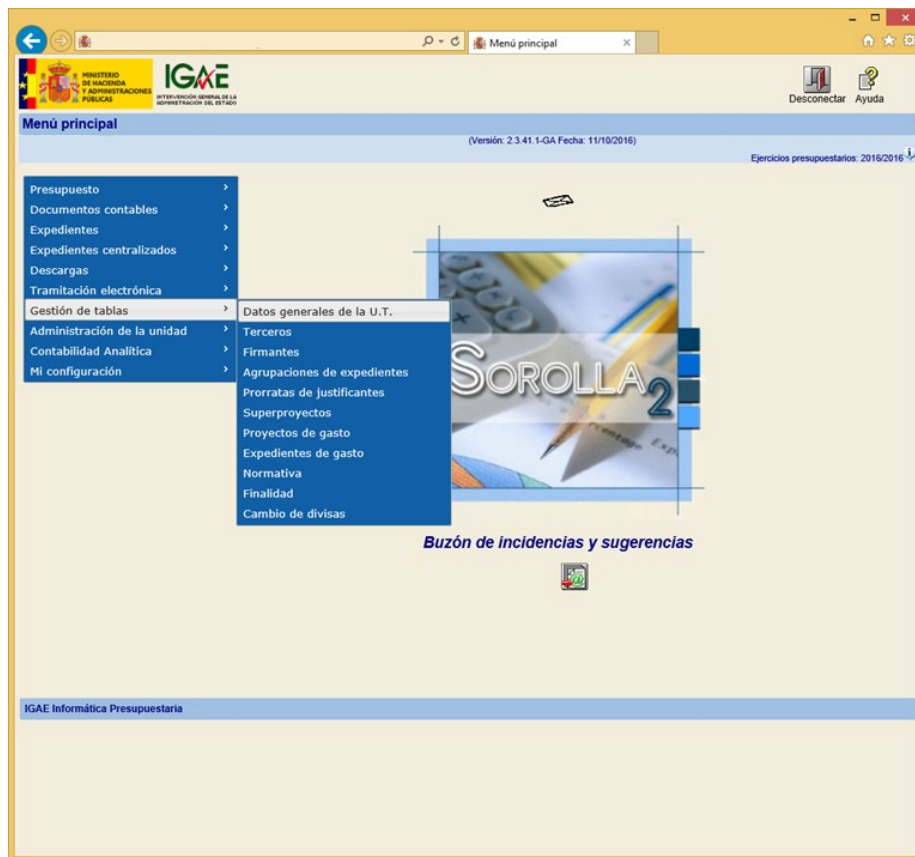 Menú principal
MINISTERIO
DE HACIENDA
Y ADMINISTRACIONES
PÚBLICAS
IGAE
INTERVENCIÓN GENERAL DE LA
ADMINISTRACIÓN DEL ESTADO
Desconectar
Ayuda
Menú principal
(Versión: 2.3.41.1-GA Fecha: 11/10/2016)
Ejercicios presupuestarios: 2016/2016
Presupuesto
Documentos contables
Expedientes
Expedientes centralizados
Descargas
Tramitación electrónica
Gestión de tablas
Administración de la unidad
Contabilidad Analítica
Mi configuración
Datos generales de la U.T.
Terceros
Firmantes
Agrupaciones de expedientes
Prorratas de justificantes
Superproyectos
Proyectos de gasto
Expedientes de gasto
Normativa
Finalidad
Cambio de divisas
SOROLLA2
Buzón de incidencias y sugerencias
IGAE Informática Presupuestaria